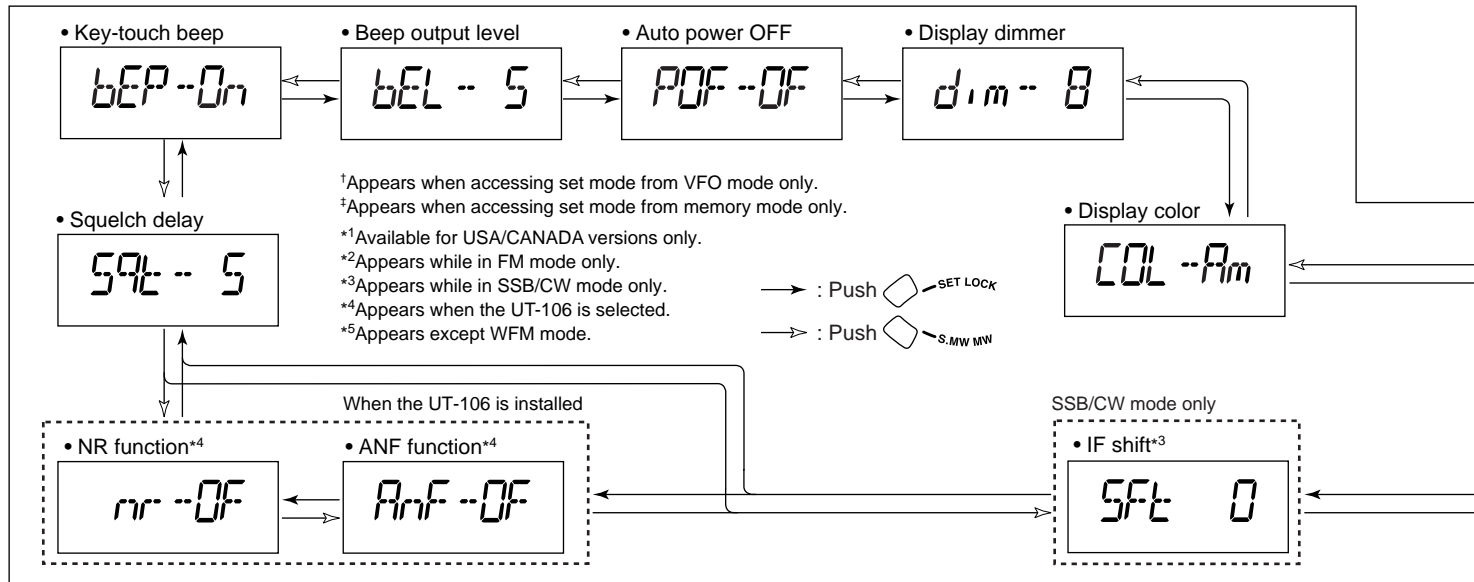 • Key-touch beep
bEP--On
• Beep output level
bEL-- 5
• Auto power OFF
POF--OF
• Display dimmer
dim-- 8
• Squelch delay
Sqt-- 5
†Appears when accessing set mode from VFO mode only.
‡Appears when accessing set mode from memory mode only.
*1Available for USA/CANADA versions only.
*2Appears while in FM mode only.
*3Appears while in SSB/CW mode only.
*4Appears when the UT-106 is selected.
*5Appears except WFM mode.
: Push SET LOCK
: Push S.MW MW
• Display color
COL--Am
When the UT-106 is installed
• NR function*4
nr--OF
• ANF function*4
AnF--OF
SSB/CW mode only
• IF shift*3
SFt 0